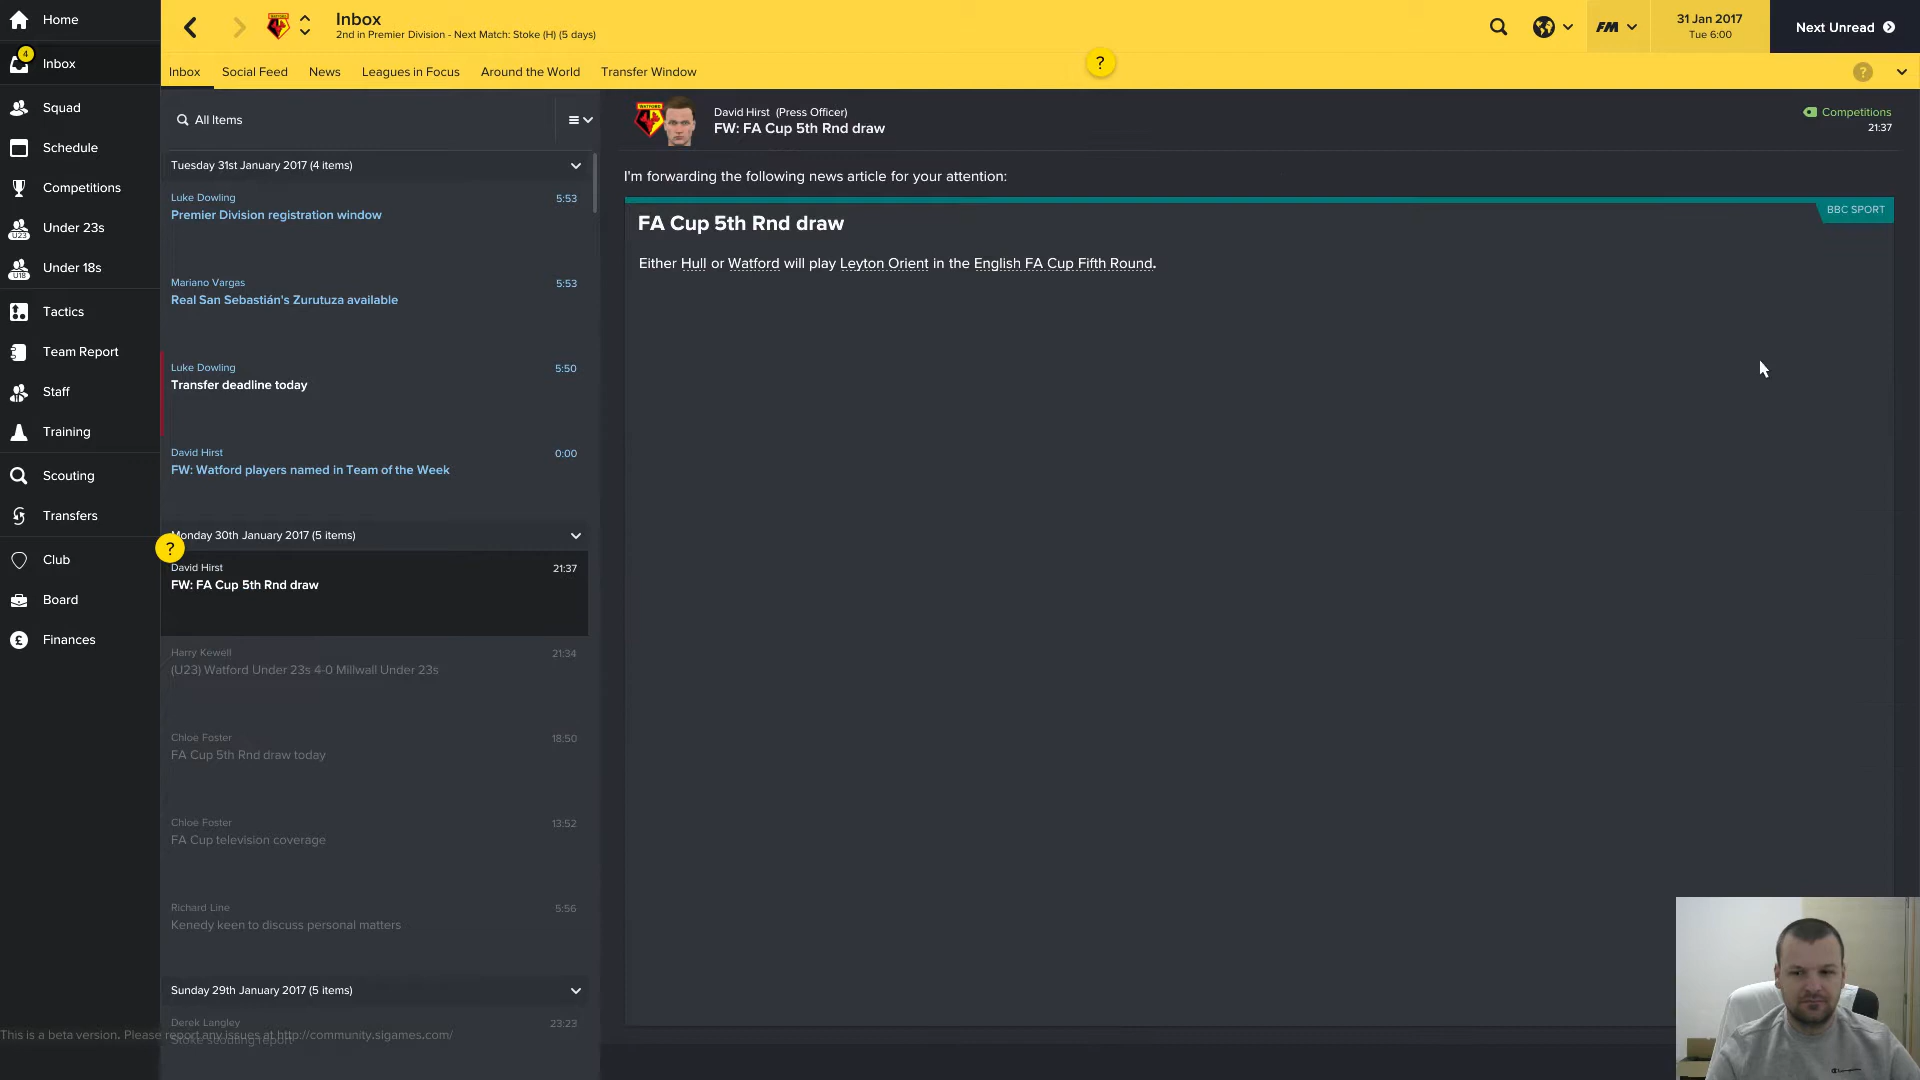 Home
4
Inbox
Squad
Schedule
Competitions
U23
Under 23s
U18
Under 18s
Tactics
Team Report
Staff
Training
Scouting
Transfers
Club
Board
£
Finances
Inbox
2nd in Premier Division - Next Match: Stoke (H) (5 days)
FM
31 Jan 2017
Tue 6:00
Next Unread
Inbox
Social Feed
News
Leagues in Focus
Around the World
Transfer Window
?
?
All Items
Tuesday 31st January 2017 (4 items)
Luke Dowling
5:53
Premier Division registration window
Mariano Vargas
5:53
Real San Sebastián's Zurutuza available
Luke Dowling
5:50
Transfer deadline today
David Hirst
0:00
FW: Watford players named in Team of the Week
Monday 30th January 2017 (5 items)
?
David Hirst
21:37
FW: FA Cup 5th Rnd draw
Harry Kewell
21:34
(U23) Watford Under 23s 4-0 Millwall Under 23s
Chloe Foster
18:50
FA Cup 5th Rnd draw today
Chloe Foster
13:52
FA Cup television coverage
Richard Line
5:56
Kenedy keen to discuss personal matters
Sunday 29th January 2017 (5 items)
Derek Langley
23:23
Stoke scouting report
This is a beta version. Please report any issues at http://community.sigames.com/
WATFORD
David Hirst (Press Officer)
FW: FA Cup 5th Rnd draw
Competitions
21:37
I'm forwarding the following news article for your attention:
BBC SPORT
FA Cup 5th Rnd draw
Either Hull or Watford will play Leyton Orient in the English FA Cup Fifth Round.